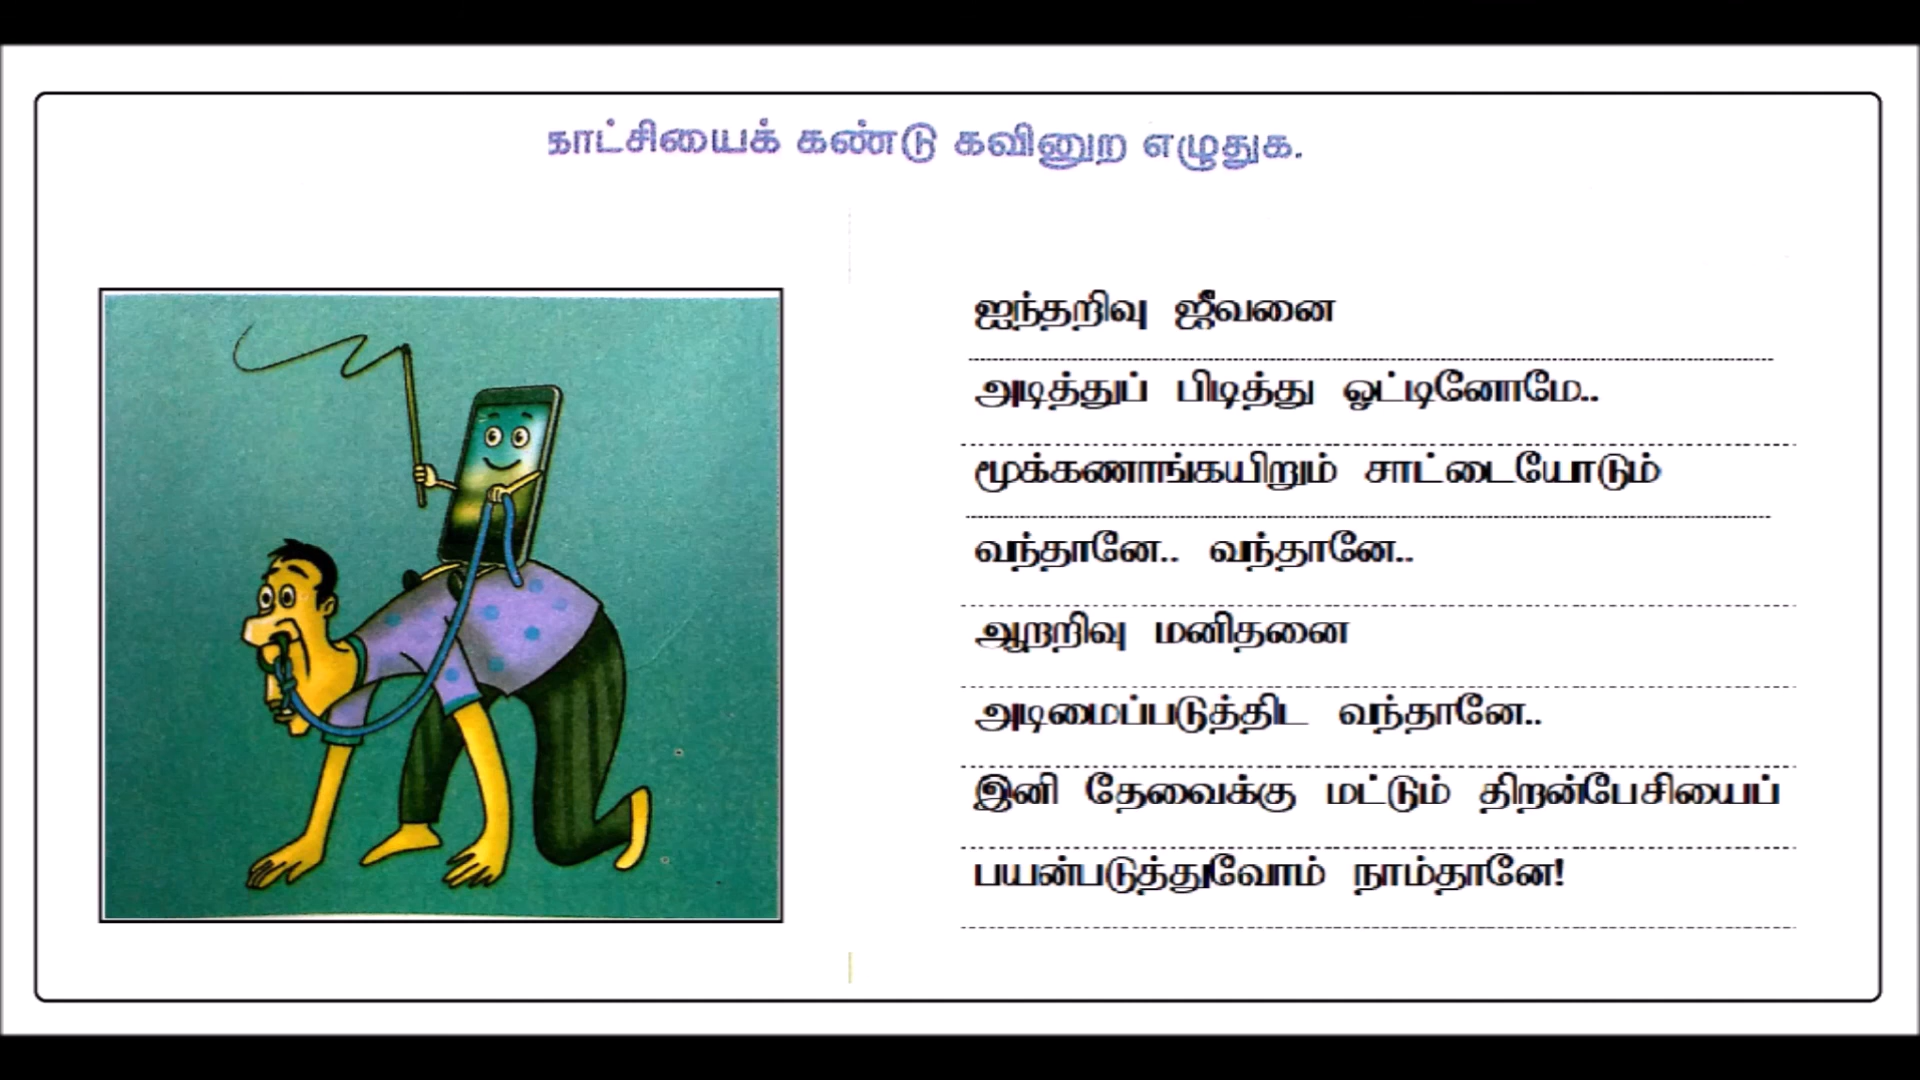 காட்சியைக் கண்டு கவினுற எழுதுக.
ஐந்தறிவு ஜீவனை
அடித்துப் பிடித்து ஓட்டினோமே..
மூக்கணாங்கயிறும் சாட்டையோடும்
வந்தானே.. வந்தானே..
ஆறறிவு மனிதனை
அடிமைப்படுத்திட வந்தானே..
இனி தேவைக்கு மட்டும் திறன்பேசியைப்
பயன்படுத்துவோம் நாம்தானே!